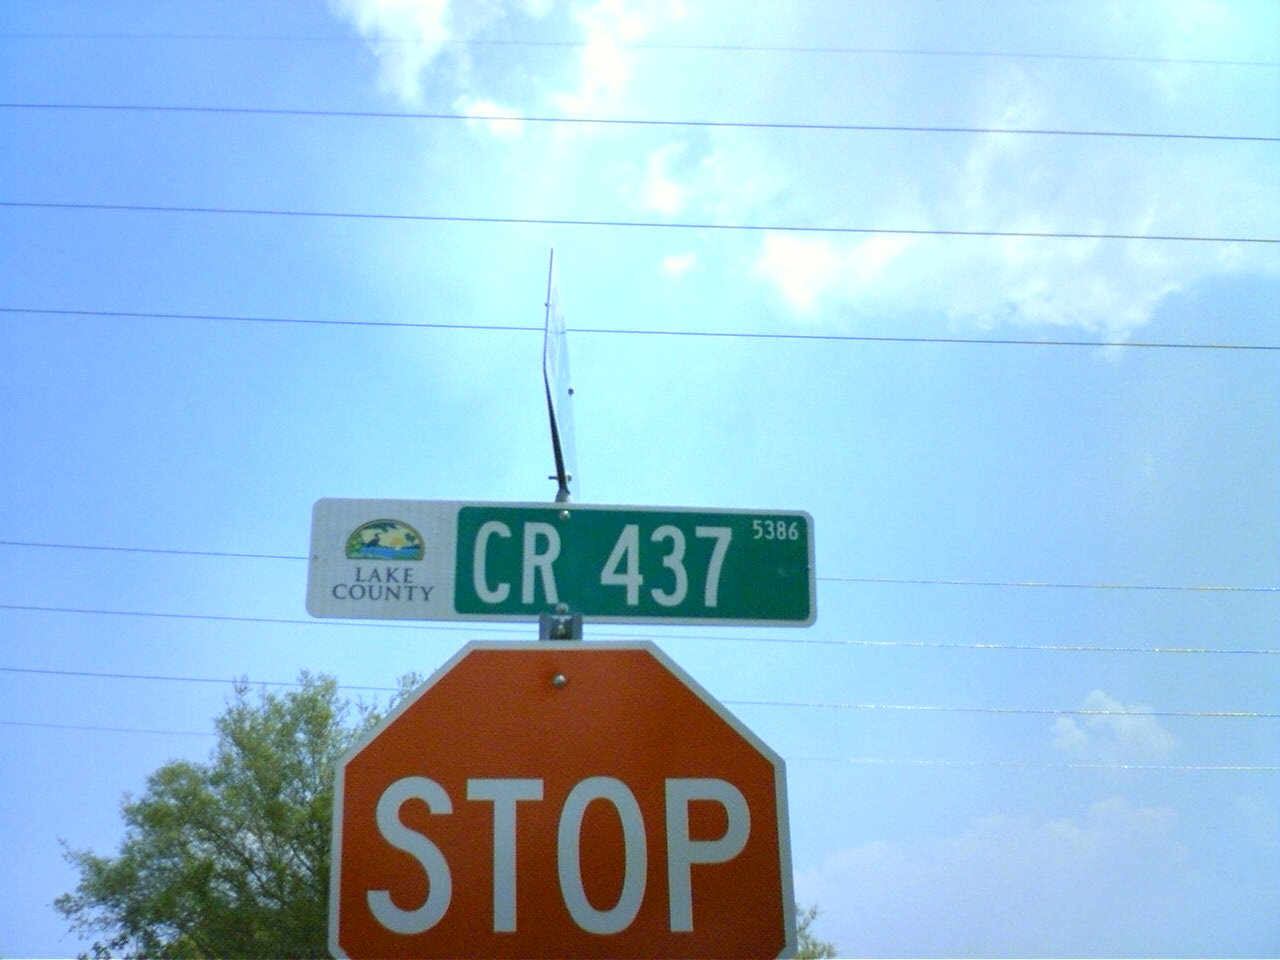 LAKE
COUNTY
CR 437 5386
STOP